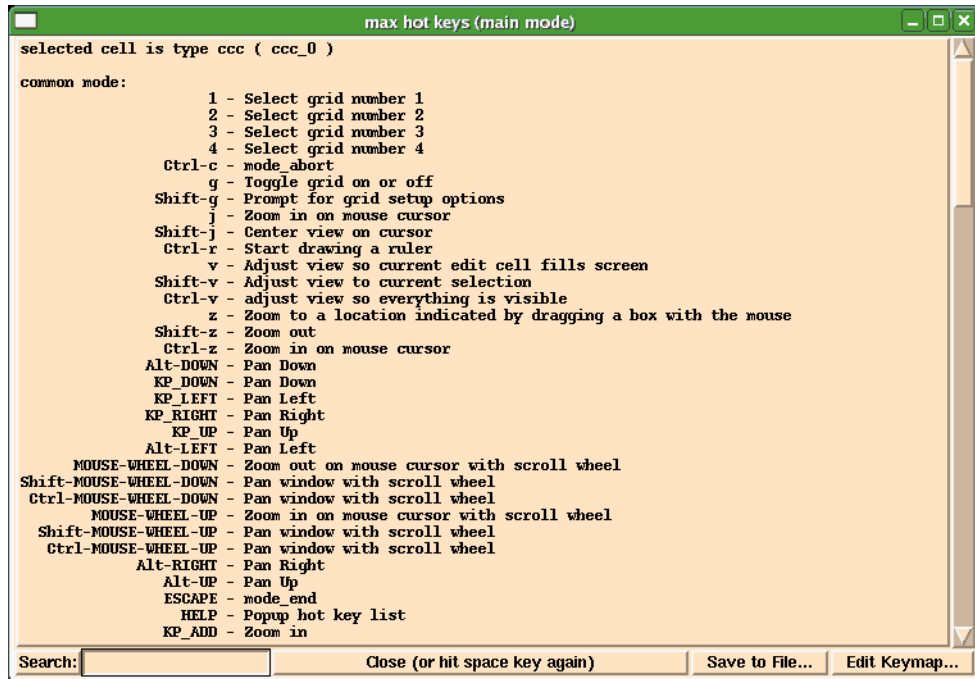 max hot keys (main mode)
selected cell is type ccc ( ccc_0 )
common mode:
1 - Select grid number 1
2 - Select grid number 2
3 - Select grid number 3
4 - Select grid number 4
Ctrl-c - mode_abort
g - Toggle grid on or off
Shift-g - Prompt for grid setup options
j - Zoom in on mouse cursor
Shift-j - Center view on cursor
Ctrl-r - Start drawing a ruler
v - Adjust view so current edit cell fills screen
Shift-v - Adjust view to current selection
Ctrl-v - adjust view so everything is visible
z - Zoom to a location indicated by dragging a box with the mouse
Shift-z - Zoom out
Ctrl-z - Zoom in on mouse cursor
Alt-DOWN - Pan Down
KP_DOWN - Pan Down
KP_LEFT - Pan Left
KP_RIGHT - Pan Right
KP_UP - Pan Up
Alt-LEFT - Pan Left
MOUSE-WHEEL-DOWN - Zoom out on mouse cursor with scroll wheel
Shift-MOUSE-WHEEL-DOWN - Pan window with scroll wheel
Ctrl-MOUSE-WHEEL-DOWN - Pan window with scroll wheel
MOUSE-WHEEL-UP - Zoom in on mouse cursor with scroll wheel
Shift-MOUSE-WHEEL-UP - Pan window with scroll wheel
Ctrl-MOUSE-WHEEL-UP - Pan window with scroll wheel
Alt-RIGHT - Pan Right
Alt-UP - Pan Up
ESCAPE - mode_end
HELP - Popup hot key list
KP_ADD - Zoom in
Search: Close (or hit space key again) Save to File... Edit Keymap...